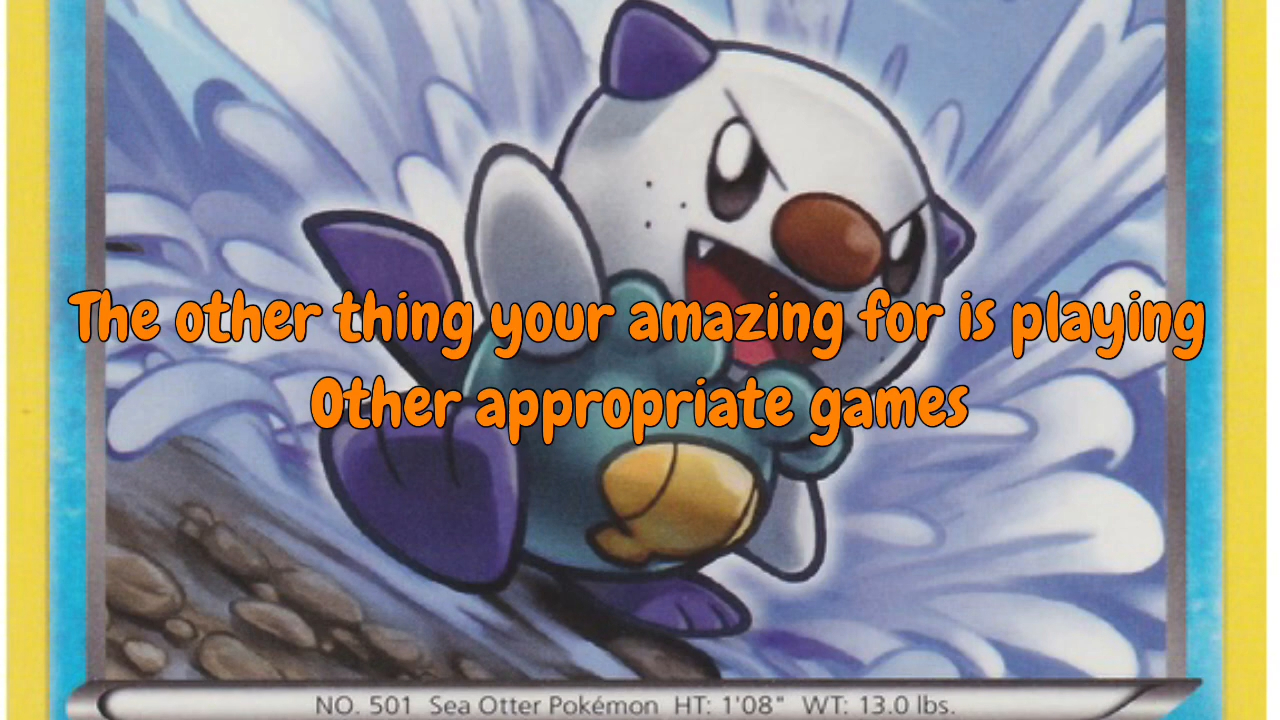 The other thing your amazing for is playing
Other appropriate games
NO. 501 Sea Otter Pokémon HT: 1'08" WT: 13.0 lbs.